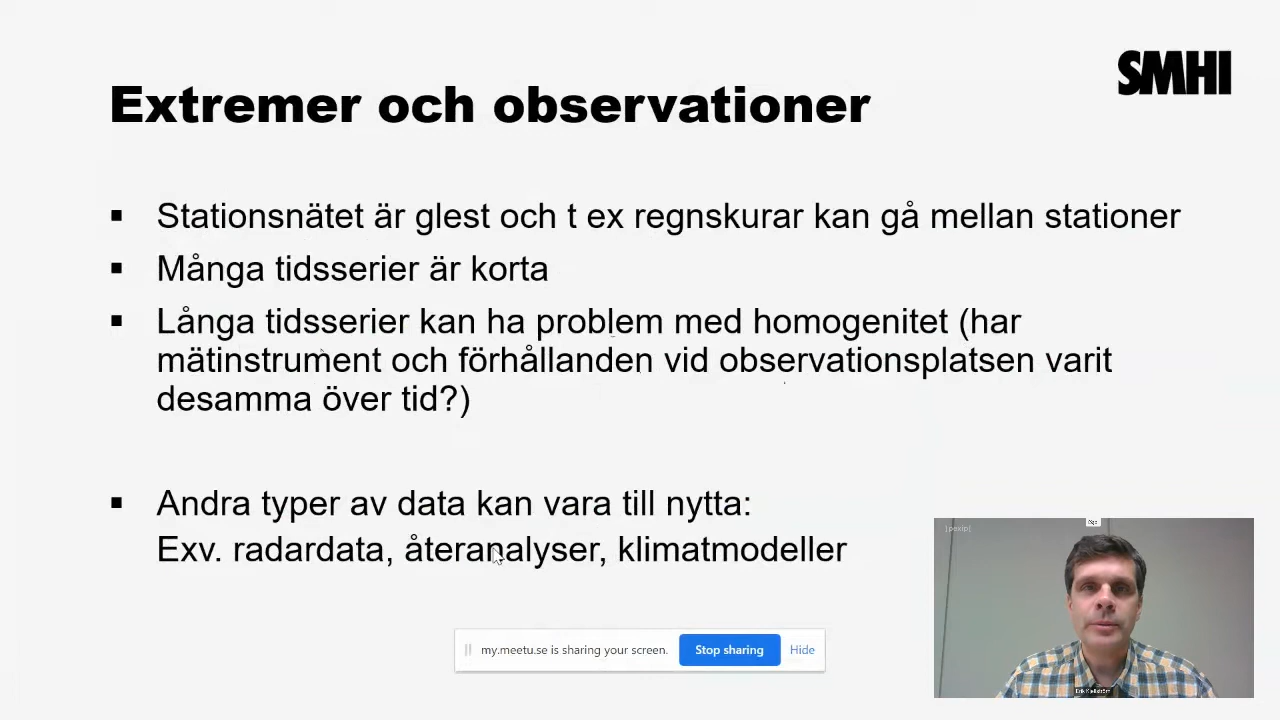 SMHI
Extremer och observationer
▪ Stationsnätet är glest och t ex regnskurar kan gå mellan stationer
▪ Många tidsserier är korta
▪ Långa tidsserier kan ha problem med homogenitet (har
mätinstrument och förhållanden vid observationsplatsen varit
desamma över tid?)
▪ Andra typer av data kan vara till nytta:
Exv. radardata, återanalyser, klimatmodeller
my.meetu.se is sharing your screen.
Stop sharing
Hide
[pexip]
Erik Kjellström